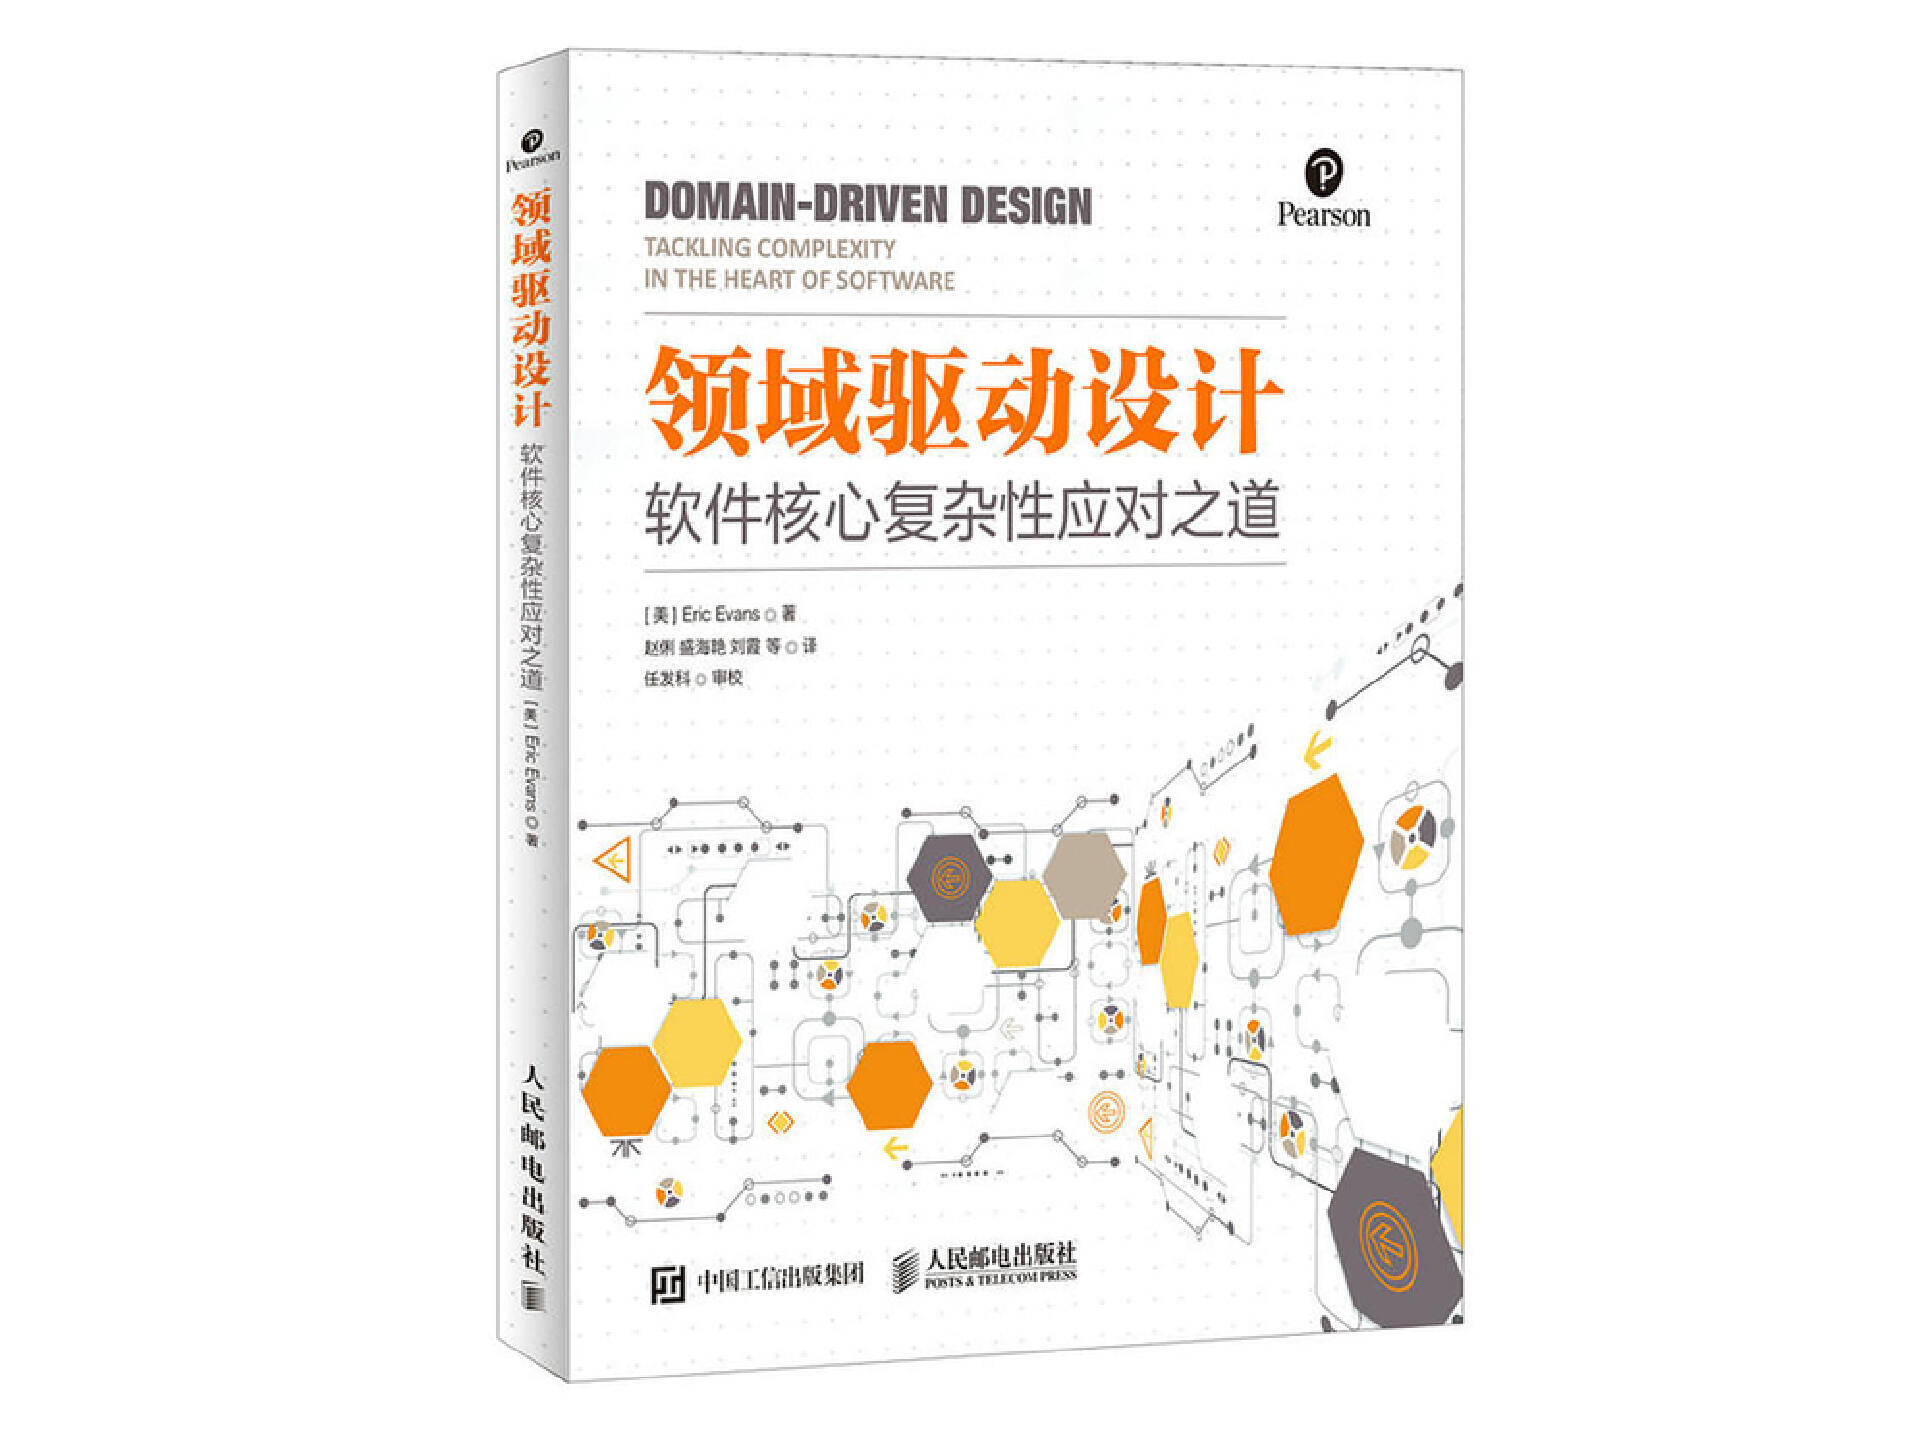 Pearson
领域驱动设计
软件核心复杂性应对之道
[美] Eric Evans 著
人民邮电出版社
Pearson
DOMAIN-DRIVEN DESIGN
TACKLING COMPLEXITY
IN THE HEART OF SOFTWARE
领域驱动设计
软件核心复杂性应对之道
[美] Eric Evans 著
赵俐 盛海艳 刘霞 等 译
任发科 审校
中国工信出版集团
人民邮电出版社
POSTS & TELECOM PRESS